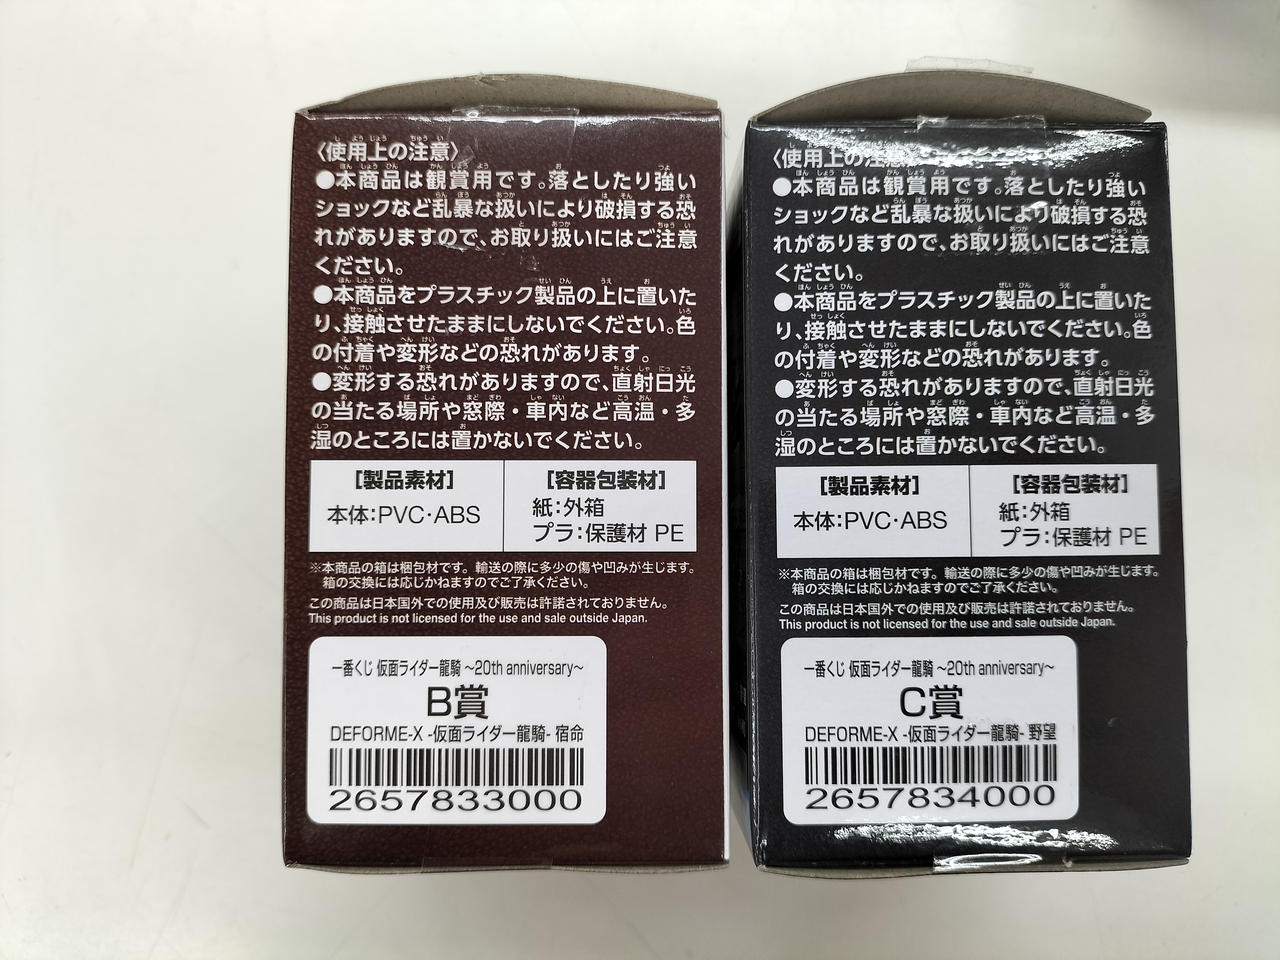 〈使用上の注意〉
●本商品は観賞用です。落としたり強い
ショックなど乱暴な扱いにより破損する恐
れがありますので、お取り扱いにはご注意
ください。
●本商品をプラスチック製品の上に置いた
り、接触させたままにしないでください。色
の付着や変形などの恐れがあります。
●変形する恐れがありますので、直射日光
の当たる場所や窓際・車内など高温・多
湿のところには置かないでください。
[製品素材]
本体:PVC·ABS
[容器包装材]
紙:外箱
プラ:保護材 PE
※本商品の箱は梱包材です。輸送の際に多少の傷や凹みが生じます。
箱の交換には応じかねますのでご了承ください。
この商品は日本国外での使用及び販売は許諾されておりません。
This product is not licensed for the use and sale outside Japan.
一番くじ 仮面ライダー龍騎 ~20th anniversary~
B賞
DEFORME-X -仮面ライダー龍騎- 宿命
2657833000
〈使用上の注意〉
●本商品は観賞用です。落としたり強い
ショックなど乱暴な扱いにより破損する恐
れがありますので、お取り扱いにはご注意
ください。
●本商品をプラスチック製品の上に置いた
り、接触させたままにしないでください。色
の付着や変形などの恐れがあります。
●変形する恐れがありますので、直射日光
の当たる場所や窓際・車内など高温・多
湿のところには置かないでください。
[製品素材]
本体:PVC·ABS
[容器包装材]
紙:外箱
プラ:保護材 PE
※本商品の箱は梱包材です。輸送の際に多少の傷や凹みが生じます。
箱の交換には応じかねますのでご了承ください。
この商品は日本国外での使用及び販売は許諾されておりません。
This product is not licensed for the use and sale outside Japan.
一番くじ 仮面ライダー龍騎 ~20th anniversary~
C賞
DEFORME-X -仮面ライダー龍騎- 野望
2657834000